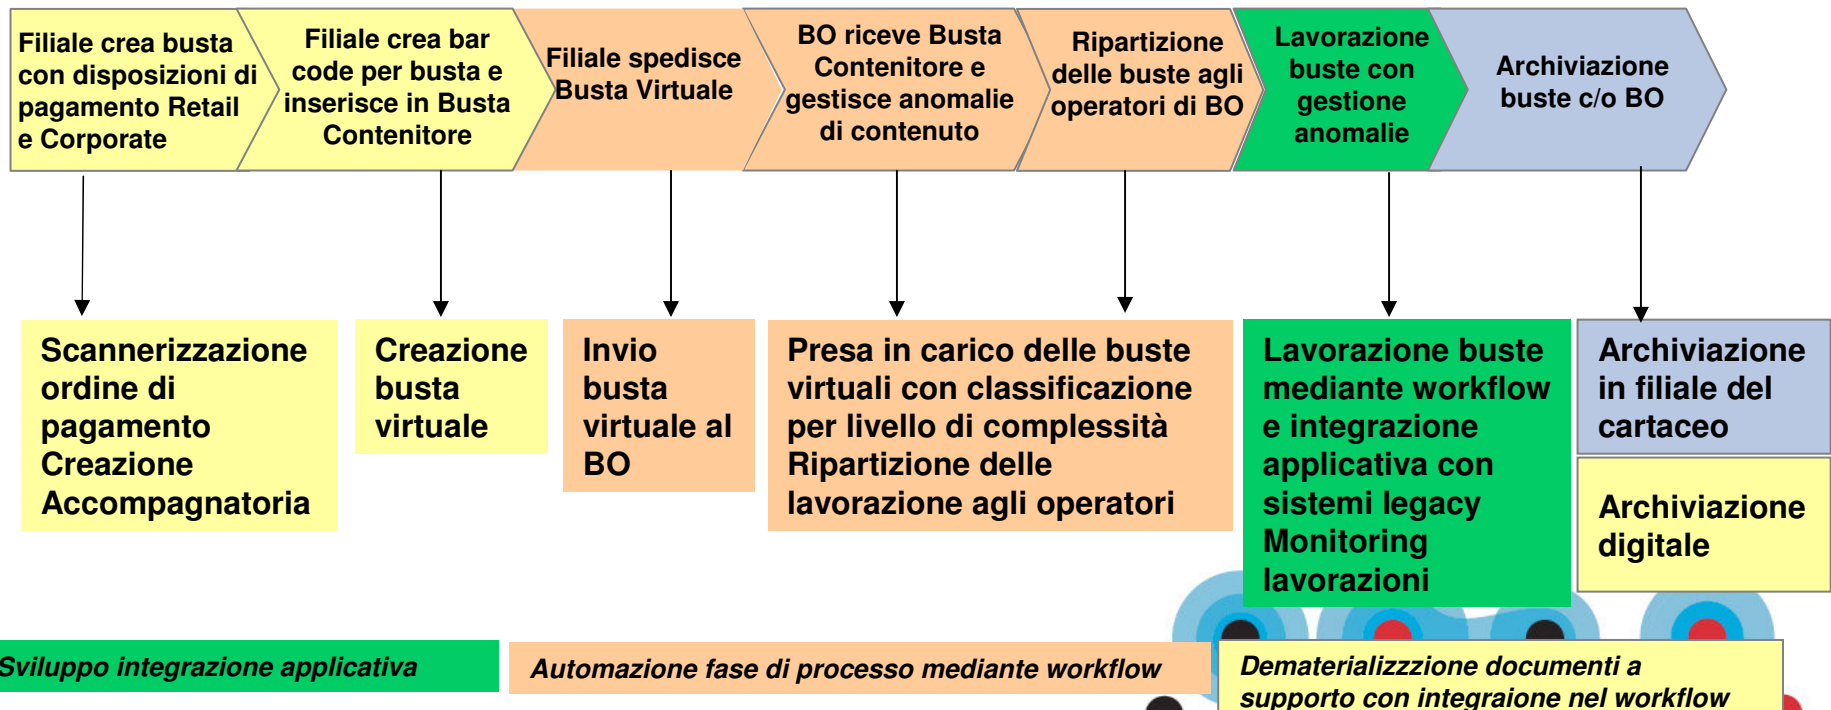 Filiale crea busta
con disposizioni di
pagamento Retail
e Corporate
Filiale crea bar
code per busta e
inserisce in Busta
Contenitore
Filiale spedisce
Busta Virtuale
BO riceve Busta
Contenitore e
gestisce anomalie
di contenuto
Ripartizione
delle buste agli
operatori di BO
Lavorazione
buste con
gestione
anomalie
Archiviazione
buste c/o BO
Scannerizzazione
ordine di
pagamento
Creazione
Accompagnatoria
Creazione
busta
virtuale
Invio
busta
virtuale al
BO
Presa in carico delle buste
virtuali con classificazione
per livello di complessità
Ripartizione delle
lavorazione agli operatori
Lavorazione buste
mediante workflow
e integrazione
applicativa con
sistemi legacy
Monitoring
lavorazioni
Archiviazione
in filiale del
cartaceo
Archiviazione
digitale
Sviluppo integrazione applicativa
Automazione fase di processo mediante workflow
Dematerializzzione documenti a
supporto con integraione nel workflow